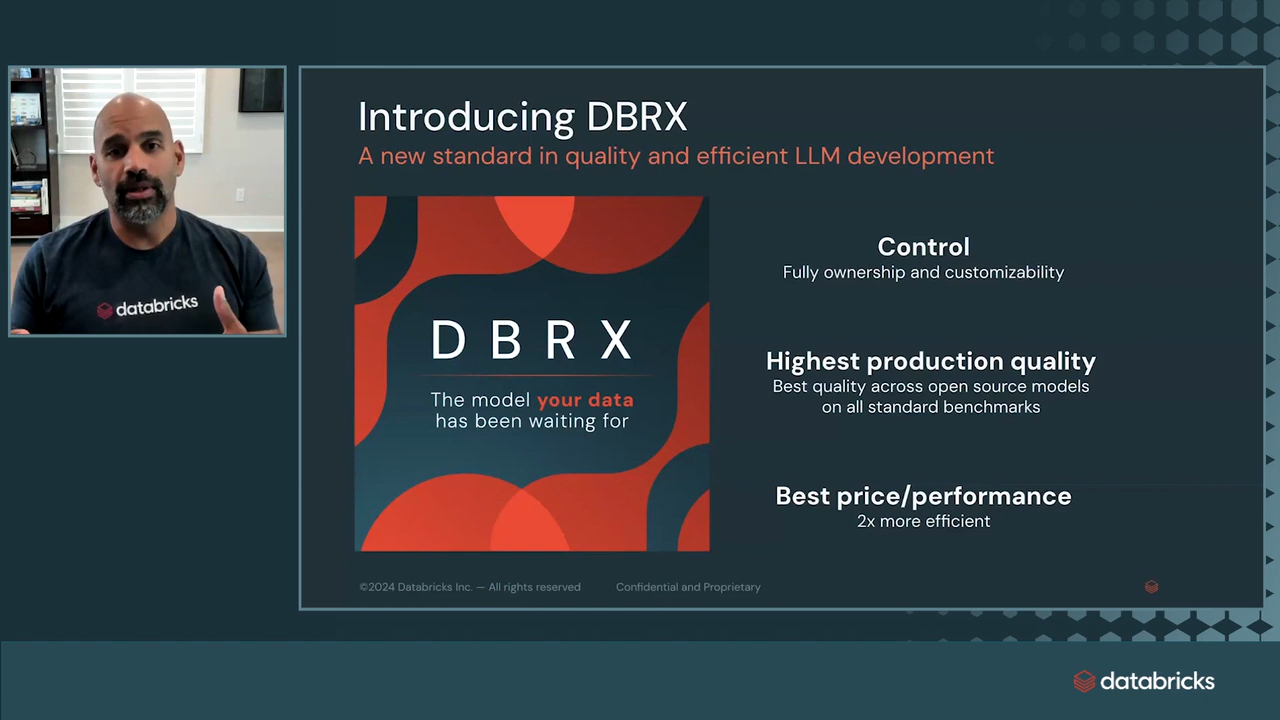 databricks
Introducing DBRX
A new standard in quality and efficient LLM development
DBRX
The model your data
has been waiting for
Control
Fully ownership and customizability
Highest production quality
Best quality across open source models
on all standard benchmarks
Best price/performance
2x more efficient
©2024 Databricks Inc. — All rights reserved
Confidential and Proprietary
databricks